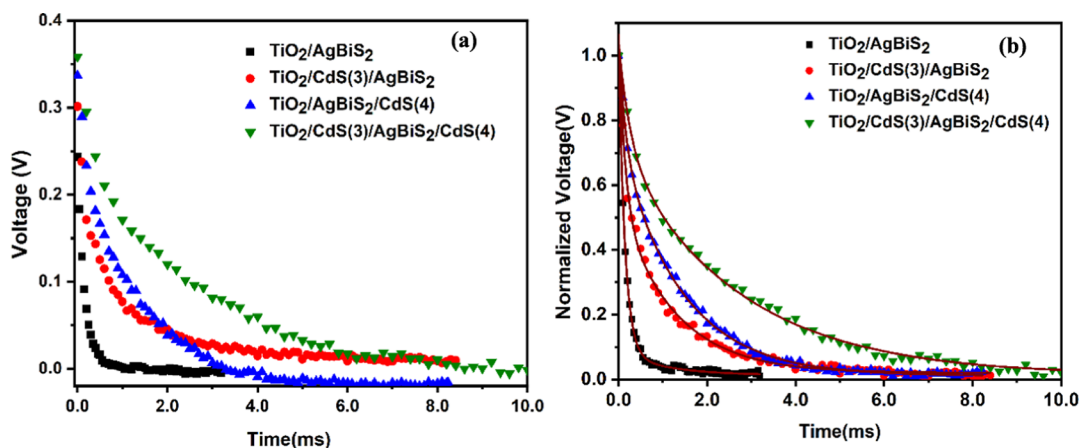 (a)
TiO₂/AgBiS₂
TiO₂/CdS(3)/AgBiS₂
TiO₂/AgBiS₂/CdS(4)
TiO₂/CdS(3)/AgBiS₂/CdS(4)
Voltage (V)
0.4
0.3
0.2
0.1
0.0
0.0 2.0 4.0 6.0 8.0 10.0
Time(ms)
(b)
TiO₂/AgBiS₂
TiO₂/CdS(3)/AgBiS₂
TiO₂/AgBiS₂/CdS(4)
TiO₂/CdS(3)/AgBiS₂/CdS(4)
Normalized Voltage(V)
1.0
0.8
0.6
0.4
0.2
0.0
0.0 2.0 4.0 6.0 8.0 10.0
Time(ms)